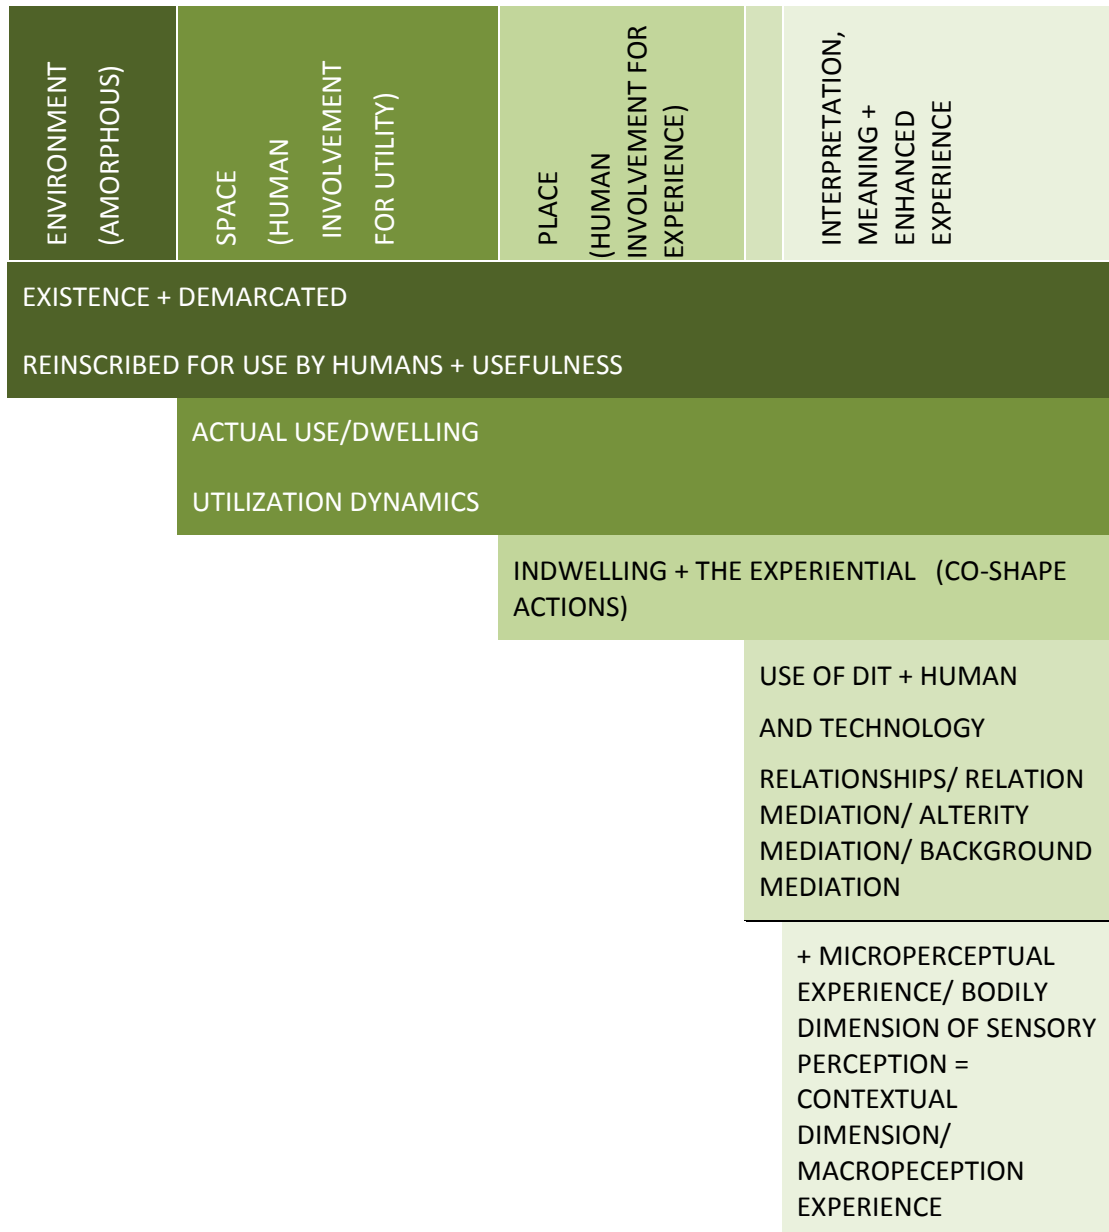 ENVIRONMENT
(AMORPHOUS)
SPACE
(HUMAN
INVOLVEMENT
FOR UTILITY)
PLACE
(HUMAN
INVOLVEMENT FOR
EXPERIENCE)
INTERPRETATION,
MEANING +
ENHANCED
EXPERIENCE
EXISTENCE + DEMARCATED
REINSCRIBED FOR USE BY HUMANS + USEFULNESS
ACTUAL USE/DWELLING
UTILIZATION DYNAMICS
INDWELLING + THE EXPERIENTIAL (CO-SHAPE
ACTIONS)
USE OF DIT + HUMAN
AND TECHNOLOGY
RELATIONSHIPS/ RELATION
MEDIATION/ ALTERITY
MEDIATION/ BACKGROUND
MEDIATION
+ MICROPERCEPTUAL
EXPERIENCE/ BODILY
DIMENSION OF SENSORY
PERCEPTION =
CONTEXTUAL
DIMENSION/
MACROPECEPTION
EXPERIENCE